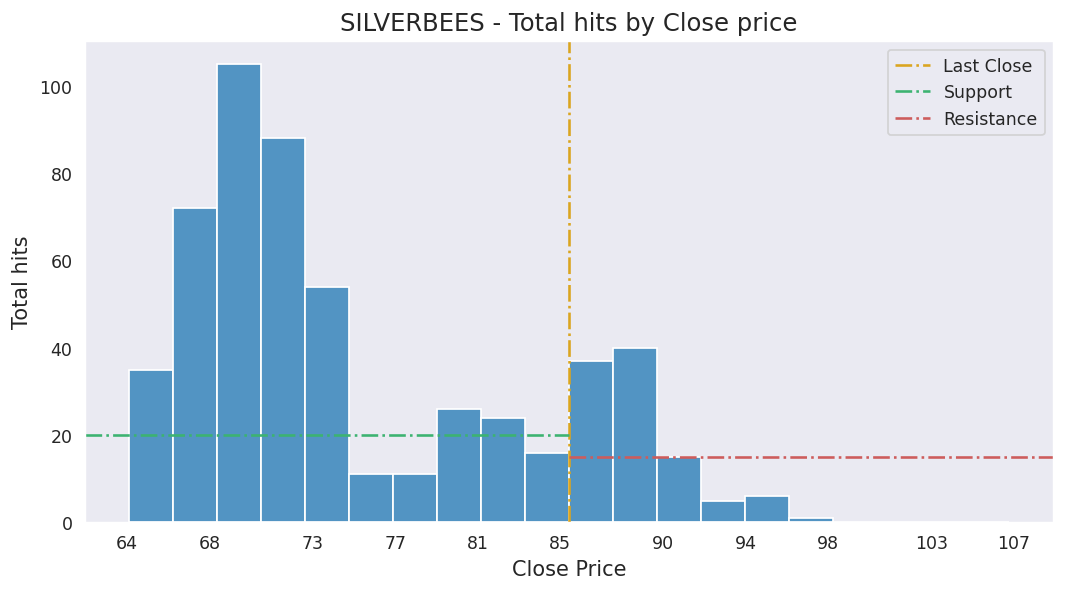 SILVERBEES - Total hits by Close price
Last Close
Support
Resistance
Total hits
100
80
60
40
20
0
64 68 73 77 81 85 90 94 98 103 107
Close Price